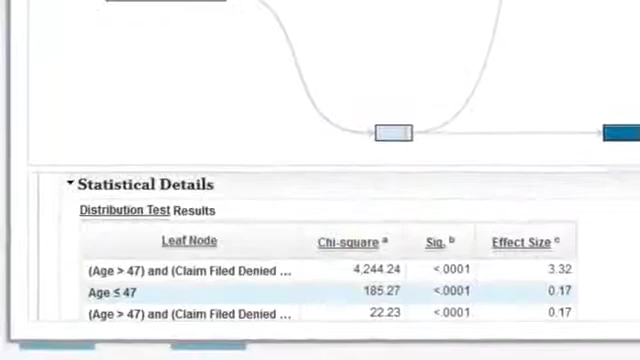 Statistical Details
Distribution Test Results
Leaf Node Chi-square a Sig. b Effect Size c
(Age > 47) and (Claim Filed Denied ... 4,244.24 <.0001 3.32
Age ≤ 47 185.27 <.0001 0.17
(Age > 47) and (Claim Filed Denied ... 22.23 <.0001 0.17